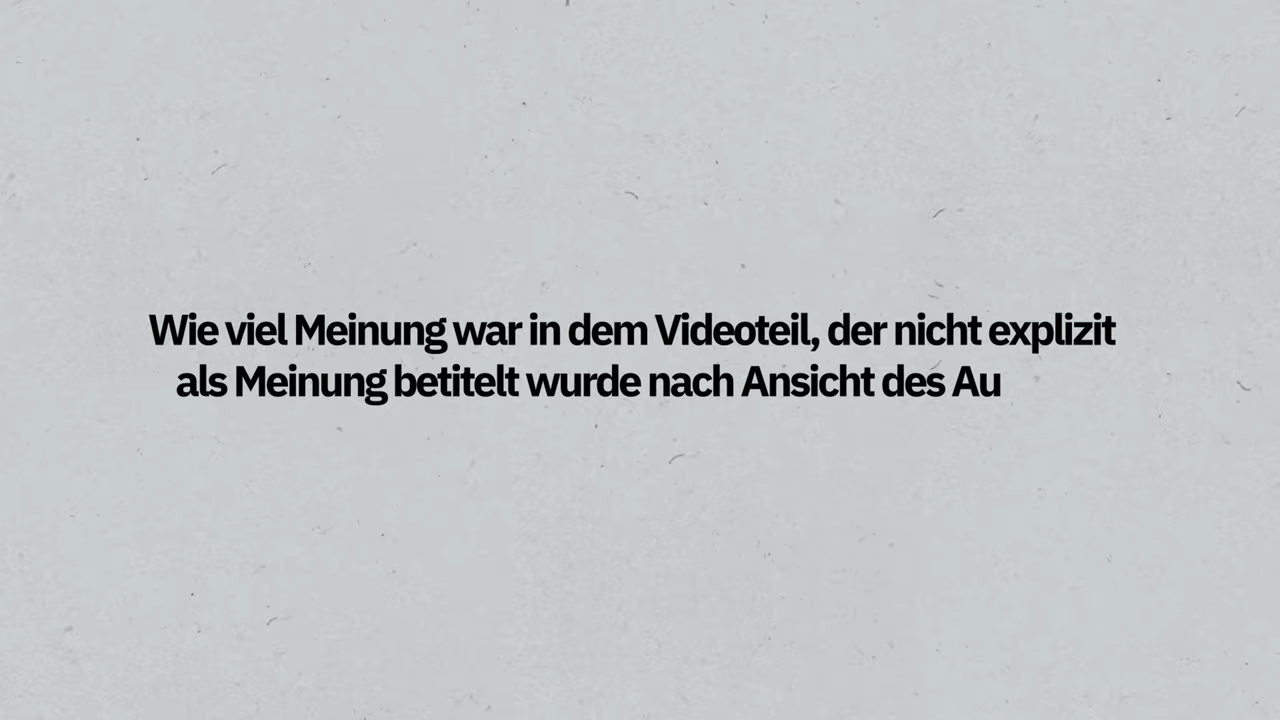 Wie viel Meinung war in dem Videoteil, der nicht explizit
als Meinung betitelt wurde nach Ansicht des Au